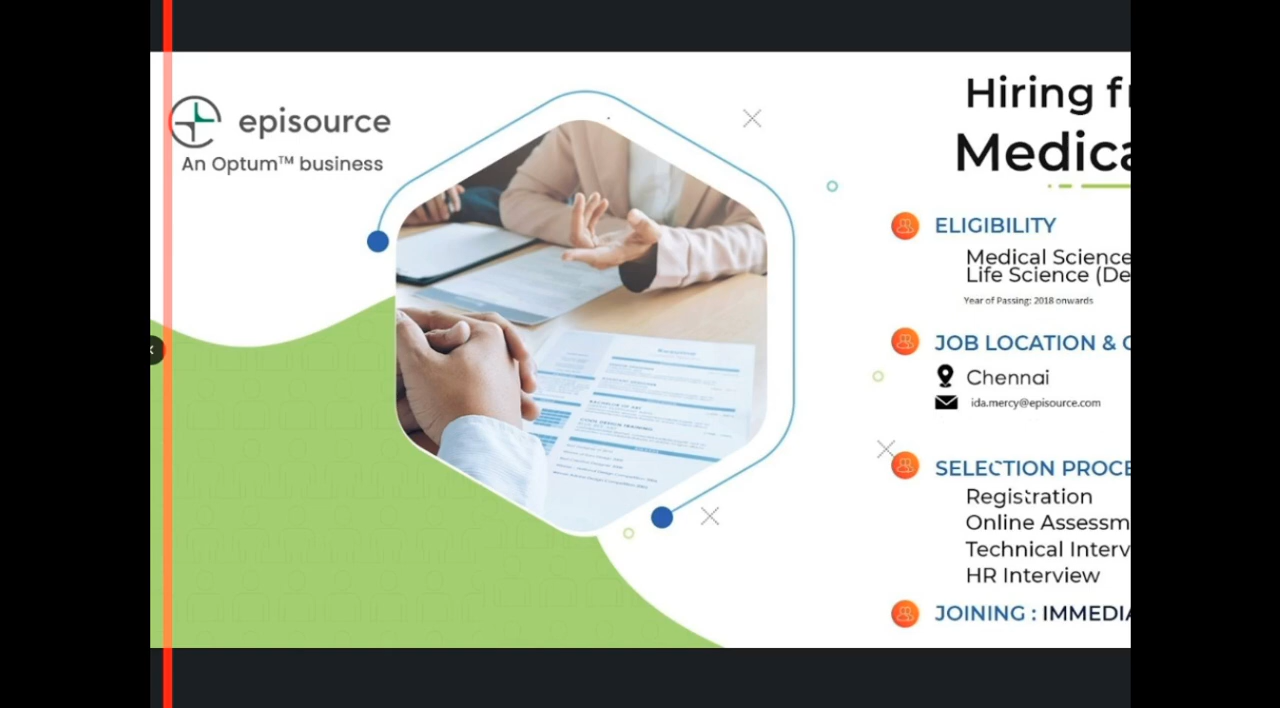 episource
An Optum™ business
Hiring
Medica
ELIGIBILITY
Medical Science
Life Science (De
Year of Passing: 2018 onwards
JOB LOCATION &
Chennai
ida.mercy@episource.com
SELECTION PROCE
Registration
Online Assessm
Technical Interv
HR Interview
JOINING : IMMEDIA